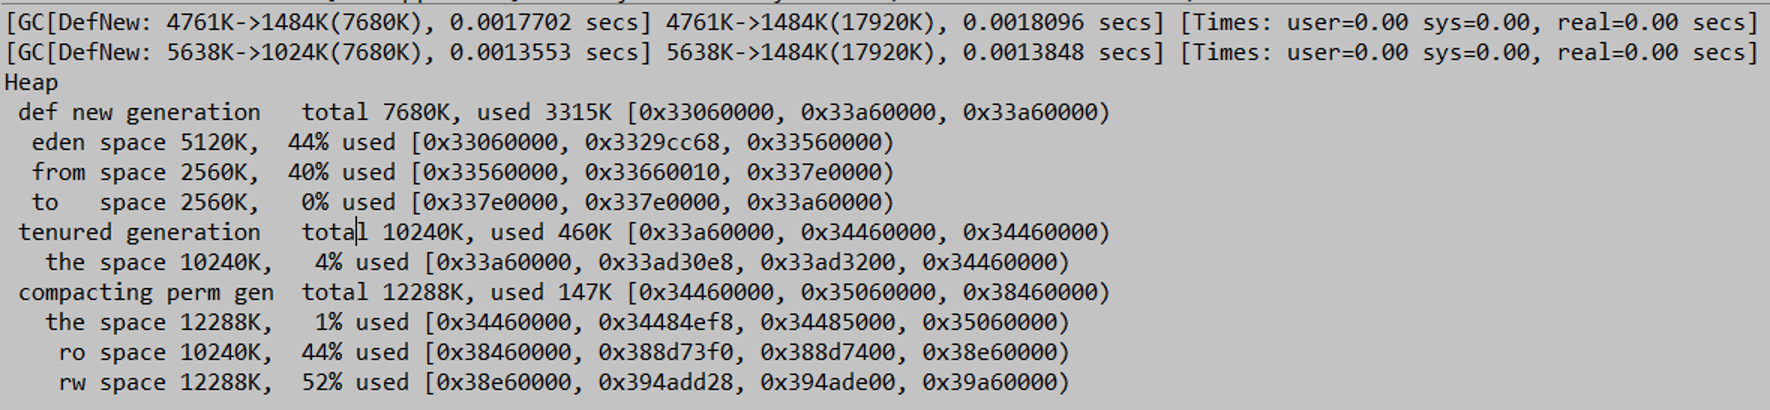 [GC[DefNew: 4761K->1484K(7680K), 0.0017702 secs] 4761K->1484K(17920K), 0.0018096 secs] [Times: user=0.00 sys=0.00, real=0.00 secs]
[GC[DefNew: 5638K->1024K(7680K), 0.0013553 secs] 5638K->1484K(17920K), 0.0013848 secs] [Times: user=0.00 sys=0.00, real=0.00 secs]
Heap
 def new generation   total 7680K, used 3315K [0x33060000, 0x33a60000, 0x33a60000)
  eden space 5120K,  44% used [0x33060000, 0x3329cc68, 0x33560000)
  from space 2560K,  40% used [0x33560000, 0x33660010, 0x337e0000)
  to   space 2560K,   0% used [0x337e0000, 0x337e0000, 0x33a60000)
 tenured generation   total 10240K, used 460K [0x33a60000, 0x34460000, 0x34460000)
   the space 10240K,   4% used [0x33a60000, 0x33ad30e8, 0x33ad3200, 0x34460000)
 compacting perm gen  total 12288K, used 147K [0x34460000, 0x35060000, 0x38460000)
   the space 12288K,   1% used [0x34460000, 0x34484ef8, 0x34485000, 0x35060000)
    ro space 10240K,  44% used [0x38460000, 0x388d73f0, 0x388d7400, 0x38e60000)
    rw space 12288K,  52% used [0x38e60000, 0x394add28, 0x394ade00, 0x39a60000)